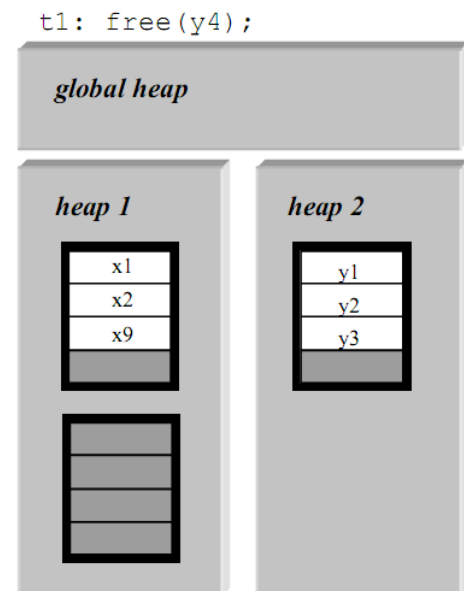 t1: free(y4);
global heap
heap 1
heap 2
x1
x2
x9
y1
y2
y3